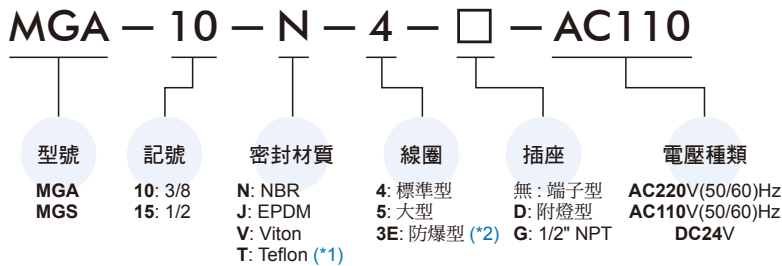 MGA － 10 － N － 4 － □ － AC110
型號 記號 密封材質 線圈 插座 電壓種類
MGA 10: 3/8 N: NBR 4: 標準型 無 : 端子型 AC220V(50/60)Hz
MGS 15: 1/2 J: EPDM 5: 大型 D: 附燈型 AC110V(50/60)Hz
V: Viton 3E: 防爆型 (*2) G: 1/2" NPT DC24V
T: Teflon (*1)